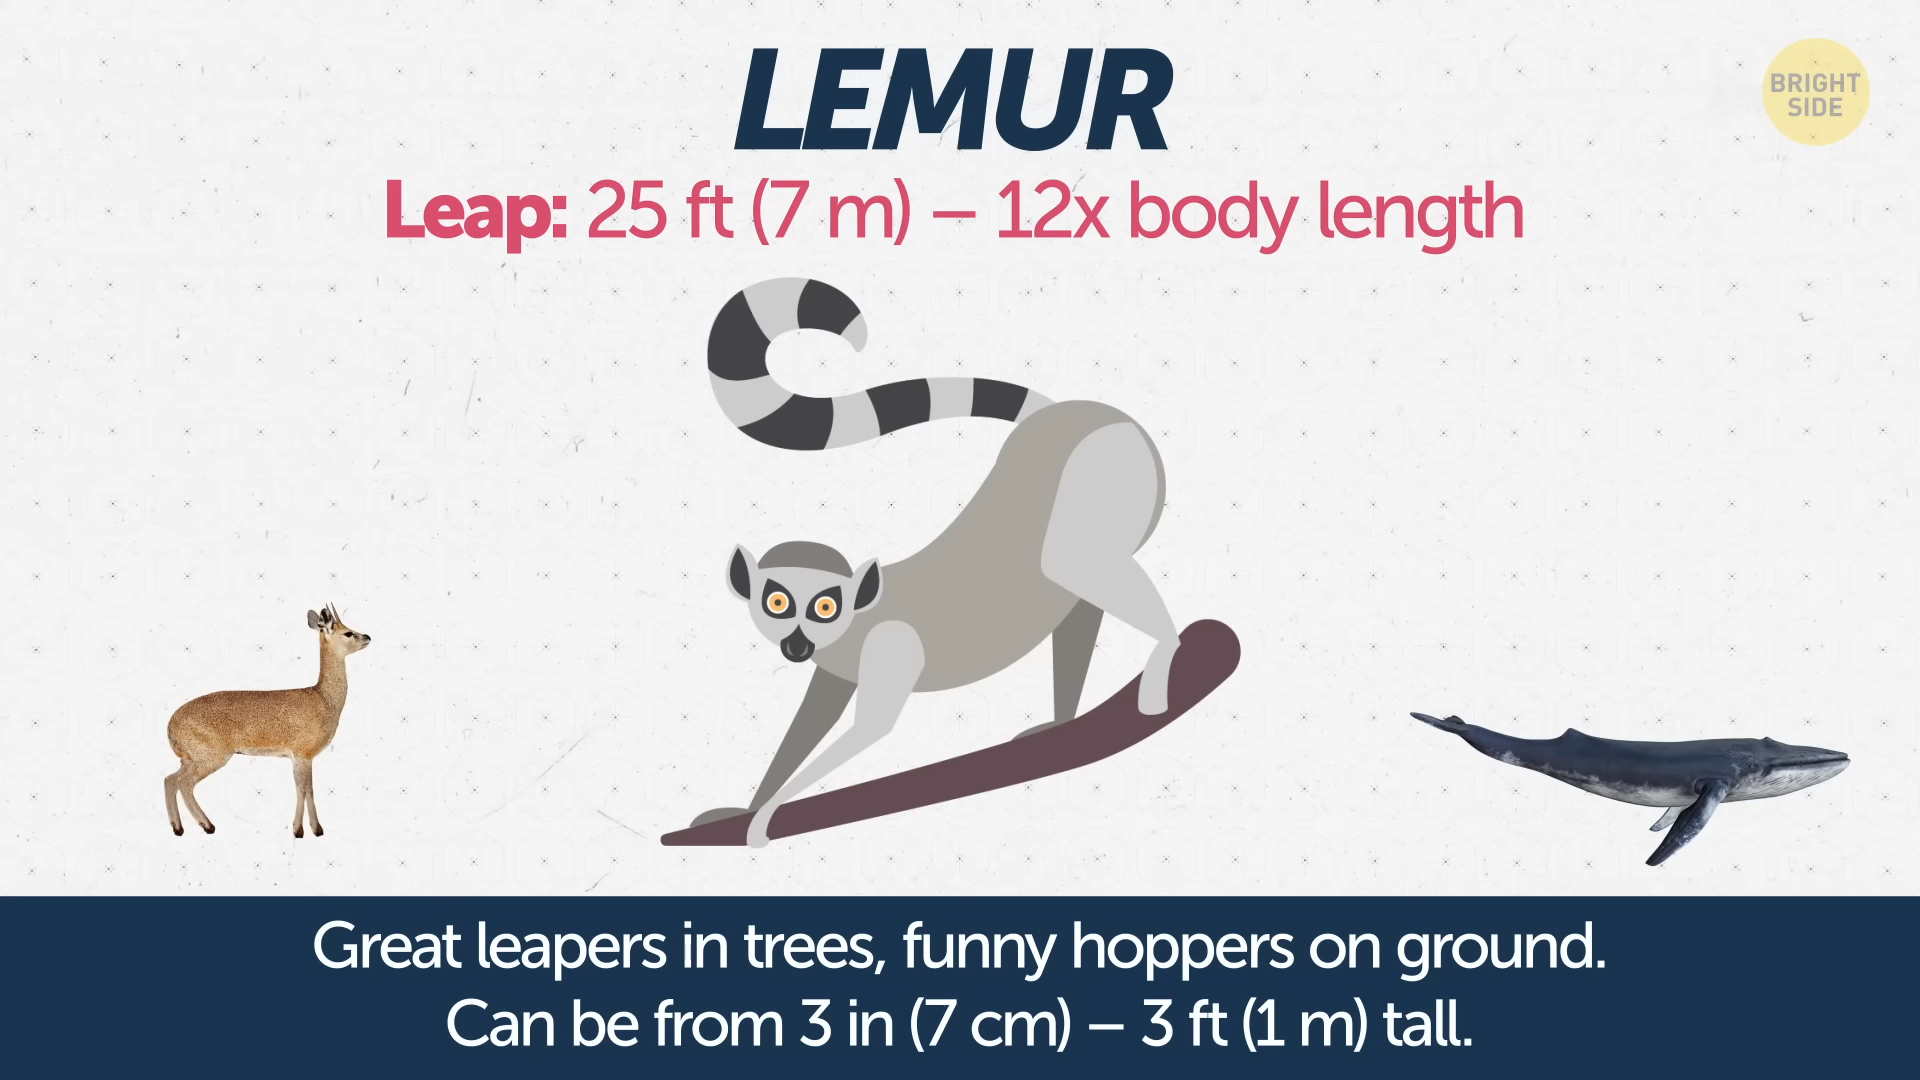 LEMUR
BRIGHT
SIDE
Leap: 25 ft (7 m) – 12x body length
Great leapers in trees, funny hoppers on ground.
Can be from 3 in (7 cm) – 3 ft (1 m) tall.